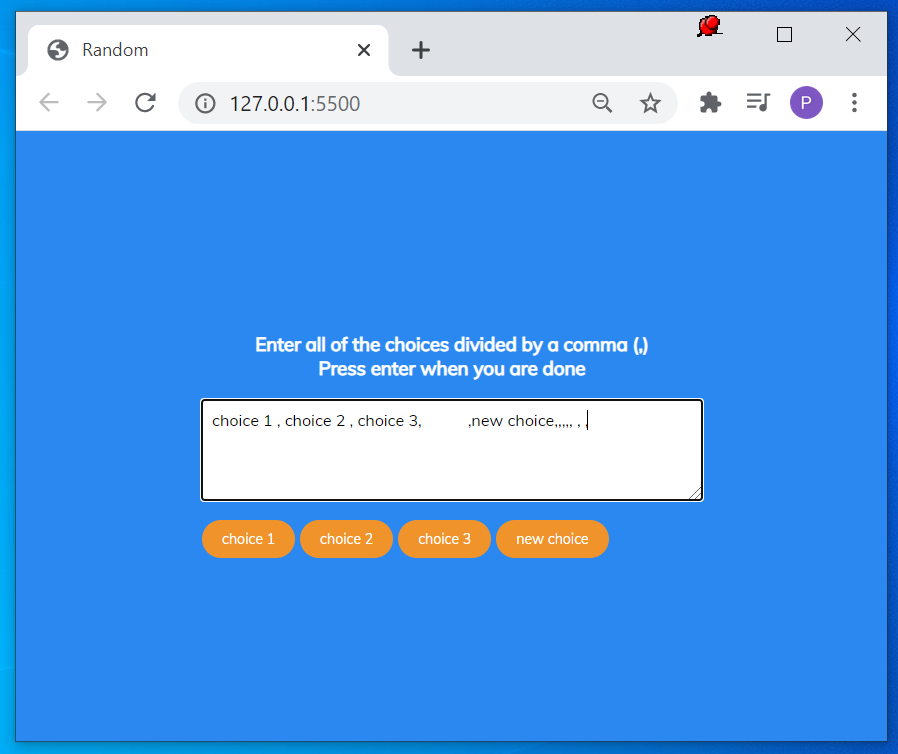 Random
127.0.0.1:5500
P
Enter all of the choices divided by a comma (,)
Press enter when you are done
choice 1 , choice 2 , choice 3,          ,new choice,,,,, , ,
choice 1
choice 2
choice 3
new choice